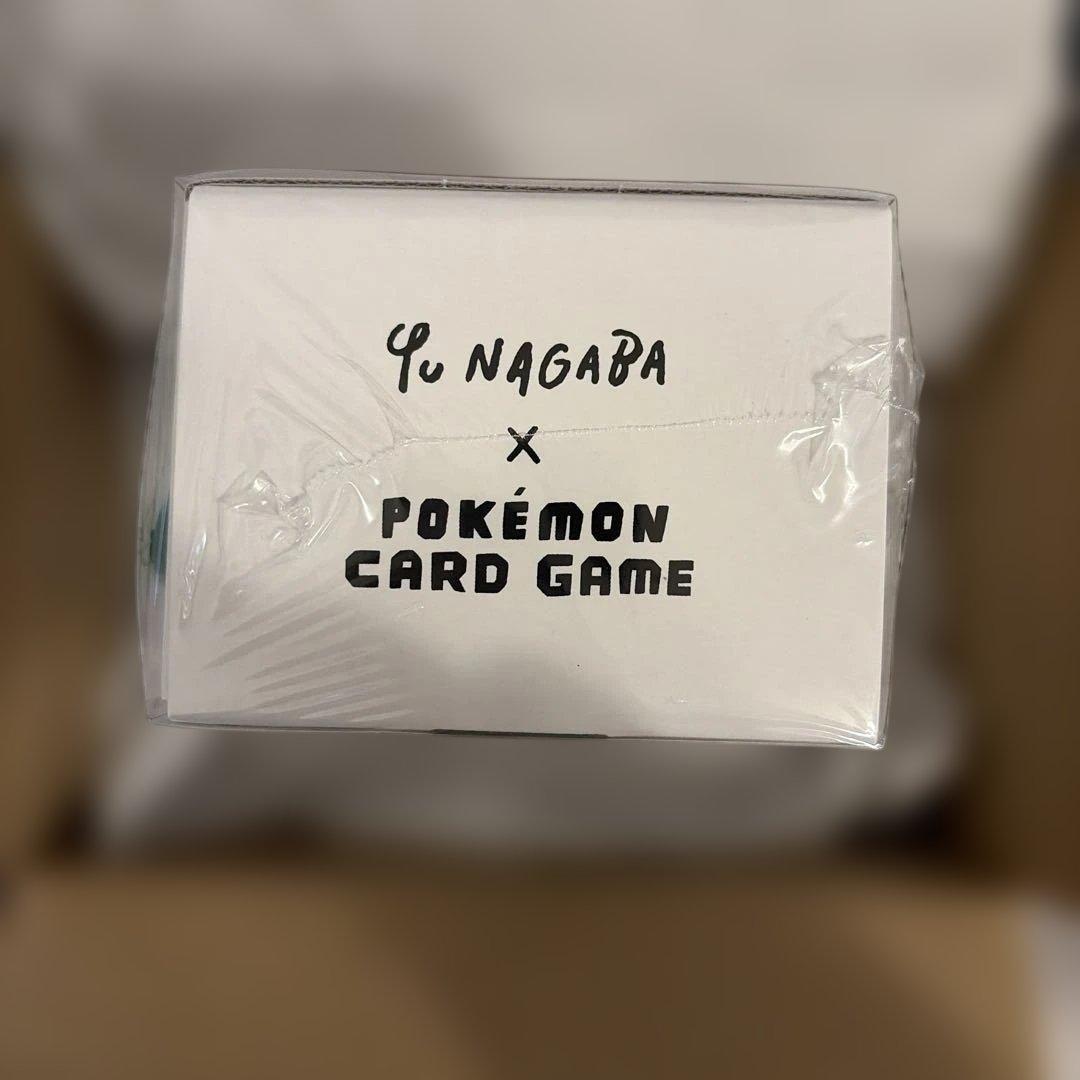 Yu NAGABA
×
POKÉMON
CARD GAME